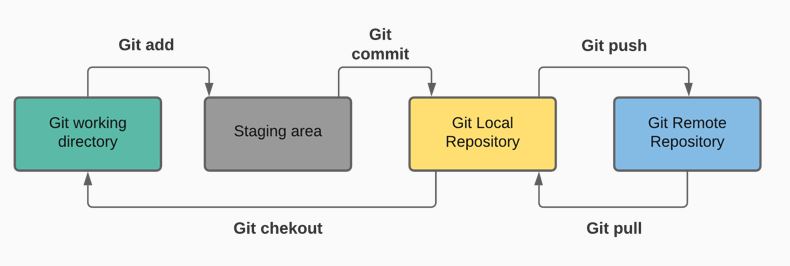 Git add
Git
commit
Git push
Git working
directory
Staging area
Git Local
Repository
Git Remote
Repository
Git chekout
Git pull